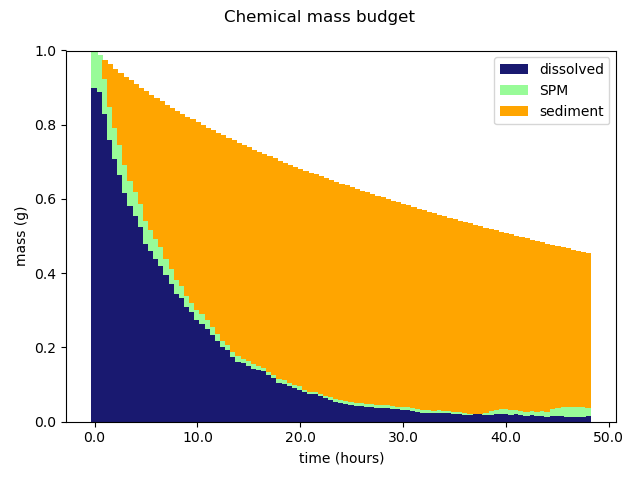 Chemical mass budget
dissolved
SPM
sediment
mass (g)
1.0
0.8
0.6
0.4
0.2
0.0
0.0 10.0 20.0 30.0 40.0 50.0
time (hours)